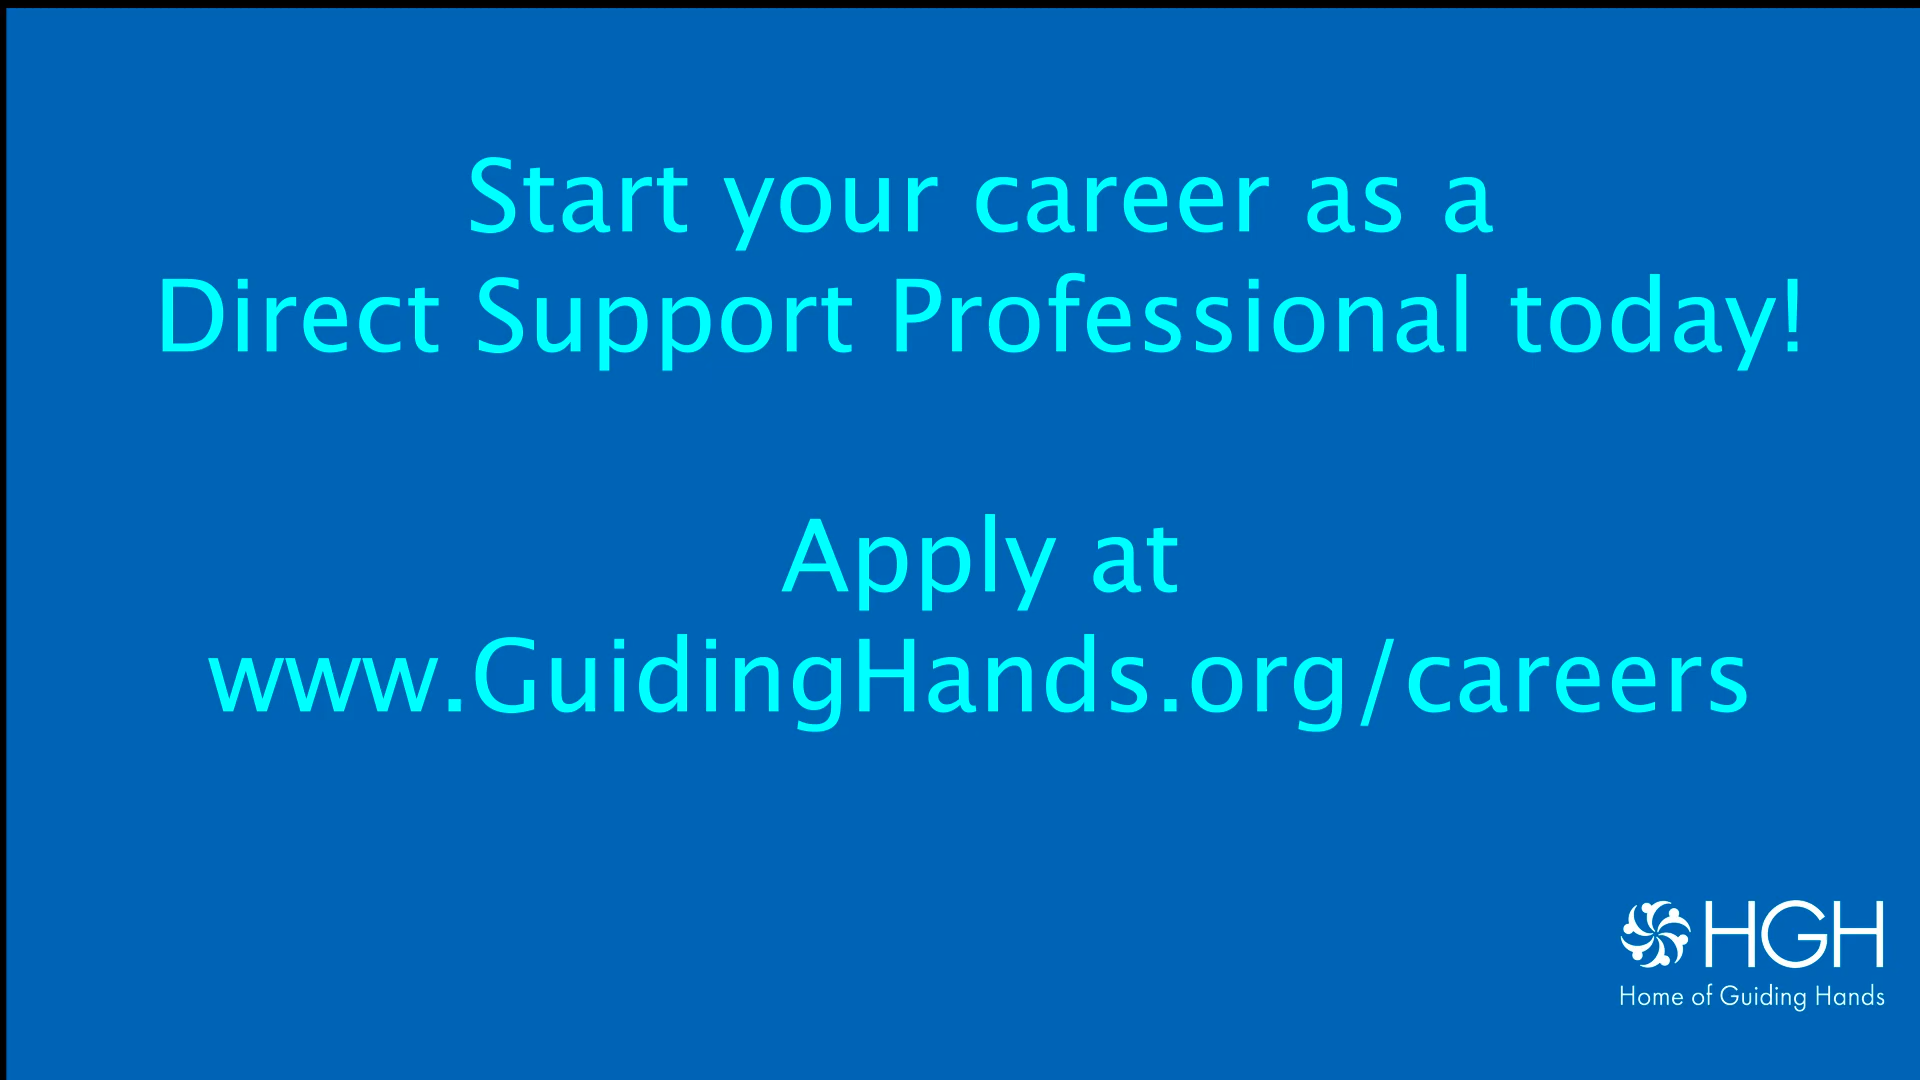 Start your career as a
Direct Support Professional today!
Apply at
www.GuidingHands.org/careers
HGH
Home of Guiding Hands